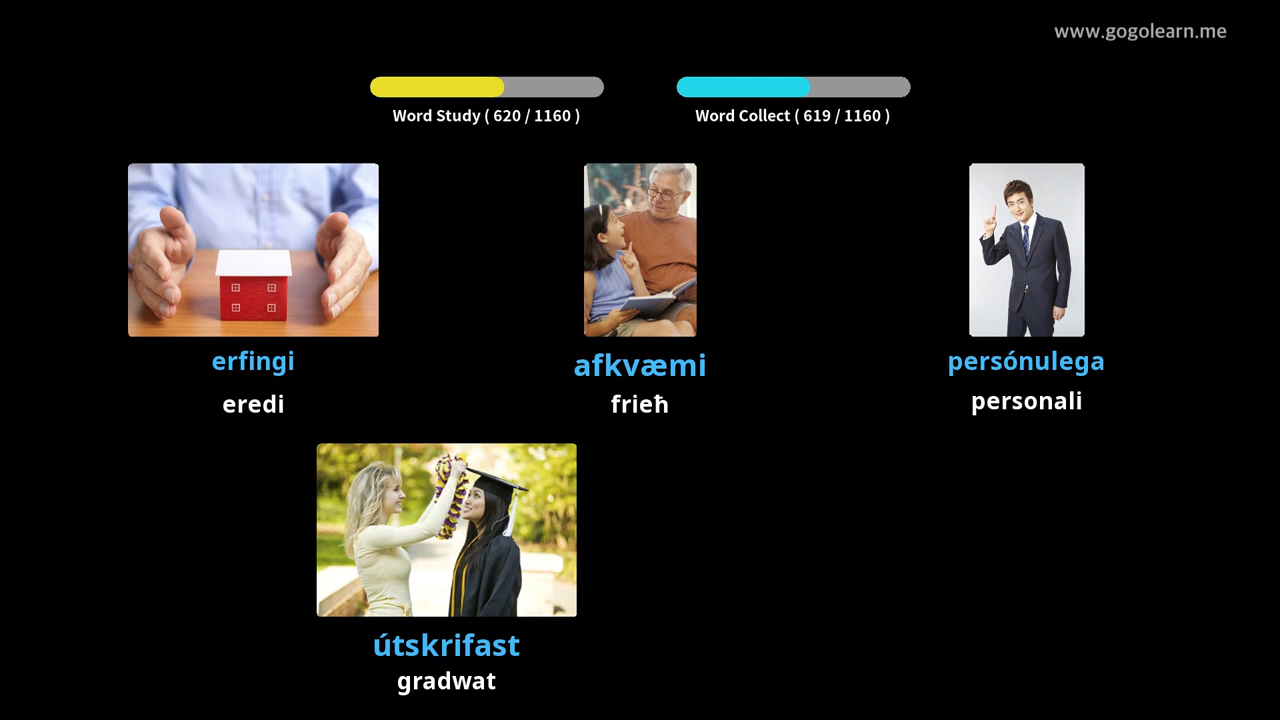 www.gogolearn.me
Word Study ( 620 / 1160 )
Word Collect ( 619 / 1160 )
erfingi
eredi
afkvæmi
frieħ
persónulega
personali
útskrifast
gradwat